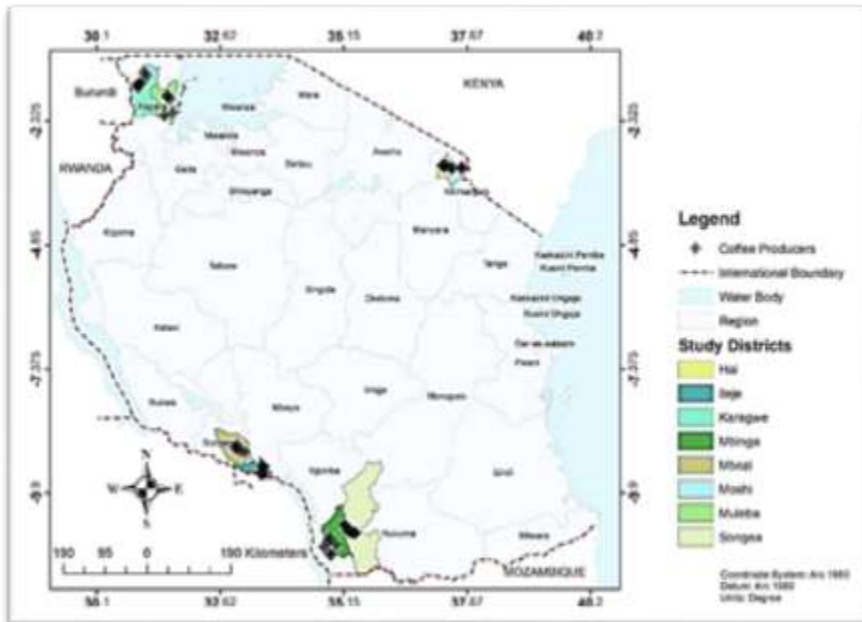 30.1 32.62 35.15 37.67 40.2
KENYA
Burundi
Mara
Mwanza
RWANDA
Geita
Shinyanga
Arusha
Kilimanjaro
Manyara
Kigoma
Tabora
Tanga
Kaskazini Pemba
Kusini Pemba
Singida
Dodoma
Kaskazini Unguja
Kusini Unguja
Dar es salaam
Pwani
Katavi
Rukwa
Mbeya
Iringa
Morogoro
Njombe
Lindi
Ruvuma
Mtwara
MOZAMBIQUE
N
W E
S
190 95 0 190 Kilometers
30.1 32.62 35.15 37.67 40.2
-4.85
-7.375
-9.9
Legend
Coffee Producers
International Boundary
Water Body
Region
Study Districts
Hai
Ileje
Karagwe
Mbinga
Mbozi
Moshi
Muleba
Songea
Coordinate System: Arc 1960
Datum: Arc 1960
Units: Degree